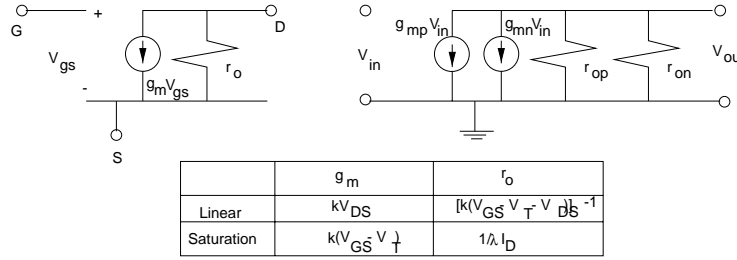 G
+
V gs
-
g m V gs
r o
D
S
V in
g mp V in
g mn V in
r op
r on
V ou
g m
r o
Linear
kV DS
[k(V GS - V T - V DS )] -1
Saturation
k(V GS - V T )
1/λ I D